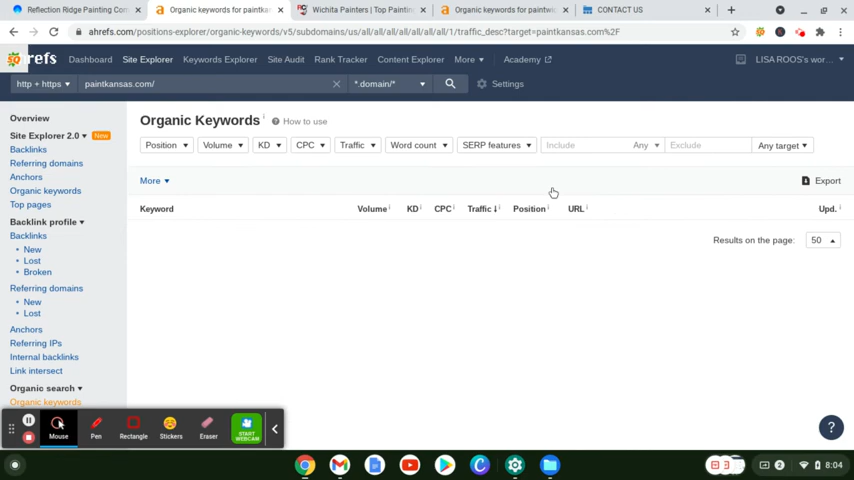 Reflection Ridge Painting Com
Organic keywords for paintkan
Wichita Painters | Top Painting
Organic keywords for paintwic
CONTACT US
ahrefs.com/positions-explorer/organic-keywords/v5/subdomains/us/all/all/all/all/all/all/1/traffic_desc?target=paintkansas.com%2F
refs
Dashboard
Site Explorer
Keywords Explorer
Site Audit
Rank Tracker
Content Explorer
More
Academy
LISA ROOS's wor...
http + https
paintkansas.com/
*.domain/*
Settings
Overview
Site Explorer 2.0
New
Backlinks
Referring domains
Anchors
Organic keywords
Top pages
Backlink profile
Backlinks
New
Lost
Broken
Referring domains
New
Lost
Anchors
Referring IPs
Internal backlinks
Link intersect
Organic search
Organic keywords
Organic Keywords
How to use
Position
Volume
KD
CPC
Traffic
Word count
SERP features
Include
Any
Exclude
Any target
More
Export
Keyword
Volume
KD
CPC
Traffic
Position
URL
Upd.
Results on the page:
50
Mouse
Pen
Rectangle
Stickers
Eraser
START
WEBCAM
2
8:04